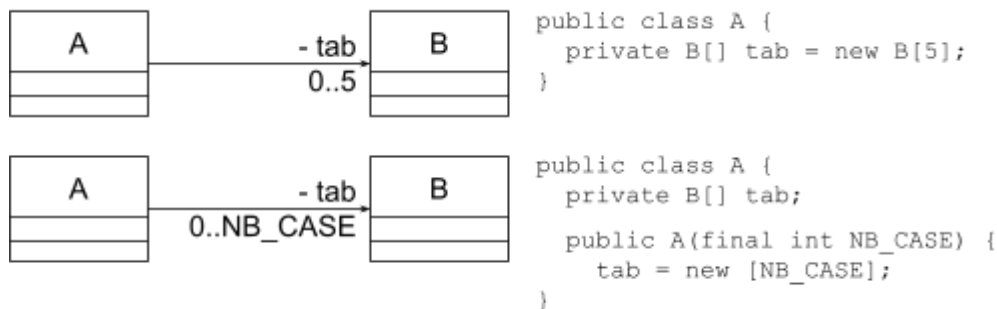 A
- tab
0..5
B
public class A {
  private B[] tab = new B[5];
}
A
- tab
0..NB_CASE
B
public class A {
  private B[] tab;
  public A(final int NB_CASE) {
    tab = new [NB_CASE];
}